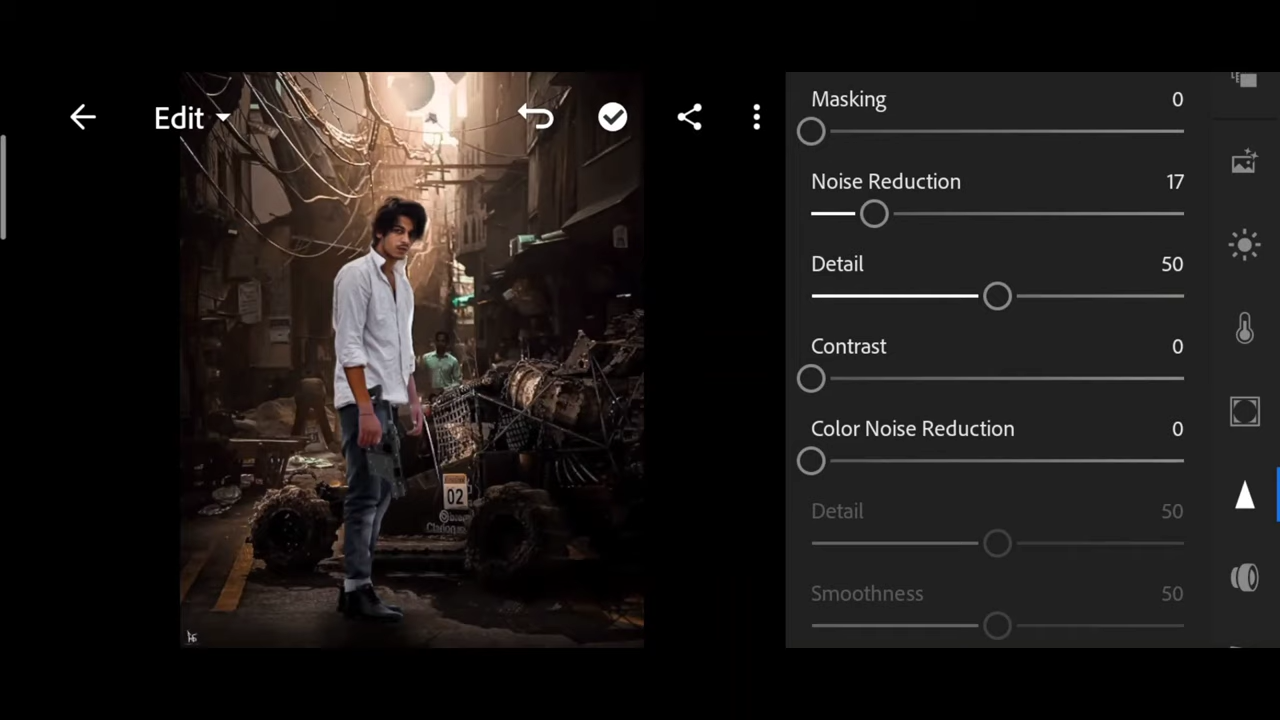 Edit
Masking 0
Noise Reduction 17
Detail 50
Contrast 0
Color Noise Reduction 0
Detail 50
Smoothness 50
02